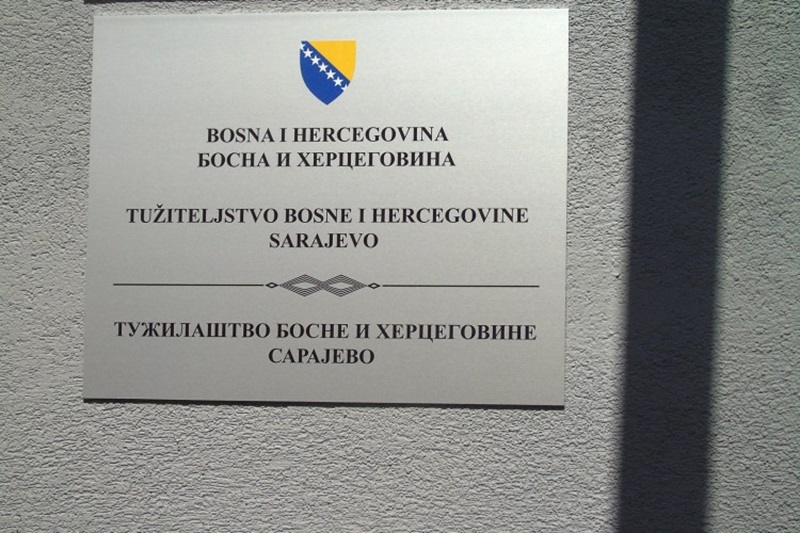 BOSNA I HERCEGOVINA
БОСНА И ХЕРЦЕГОВИНА
TUŽITELJSTVO BOSNE I HERCEGOVINE
SARAJEVO
ТУЖИЛАШТВО БОСНЕ И ХЕРЦЕГОВИНЕ
САРАЈЕВО